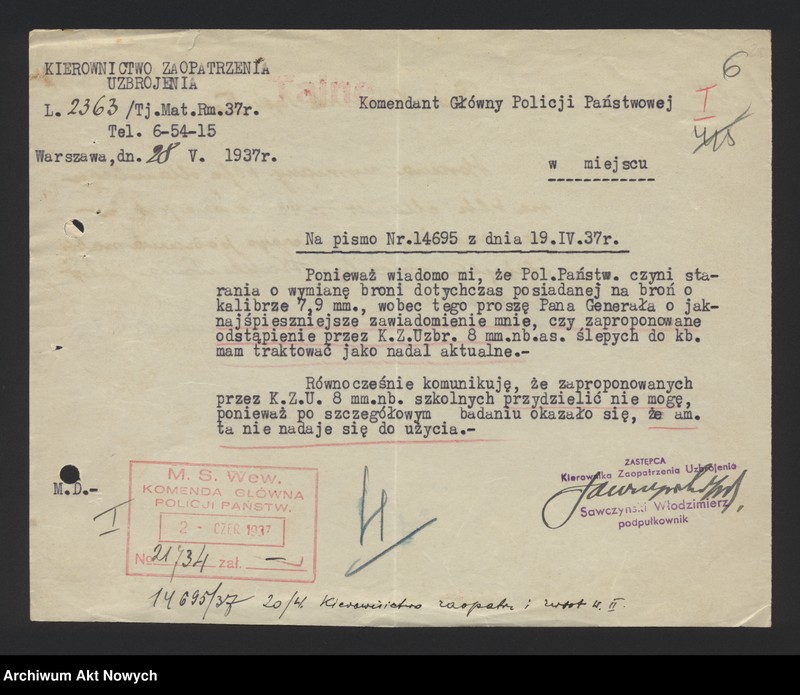 KIEROWNICTWO ZAOPATRZENIA
UZBROJENIA
L. 2363/Tj.Mat.Rm.37r.
Tel. 6-54-15
Warszawa,dn. 28 V. 1937r.
Tajne
6
Komendant Główny Policji Państwowej
I
w miejscu
Na pismo Nr.14695 z dnia 19.IV.37r.
Ponieważ wiadomo mi, że Pol.Państw. czyni sta-
rania o wymianę broni dotychczas posiadanej na broń o
kalibrze 7,9 mm., wobec tego proszę Pana Generała o jak-
najśpieszniejsze zawiadomienie mnie, czy zaproponowane
odstąpienie przez K.Z.Uzbr. 8 mm.nb.as. ślepych do kb.
mam traktować jako nadal aktualne.-
Równocześnie komunikuję, że zaproponowanych
przez K.Z.U. 8 mm.nb. szkolnych przydzielić nie mogę,
ponieważ po szczegółowym badaniu okazało się, że am.
ta nie nadaje się do użycia.-
ZASTĘPCA
Kierownika Zaopatrzenia Uzbrojenia
Sawczyński Włodzimierz
podpułkownik
M.D.-
I
M. S. Wew.
KOMENDA GŁÓWNA
POLICJI PAŃSTW.
2 - CZER 1937
No 21734 zał. —
14695/37 20/4. Kierownictwo zaopatr. i
II.
Archiwum Akt Nowych